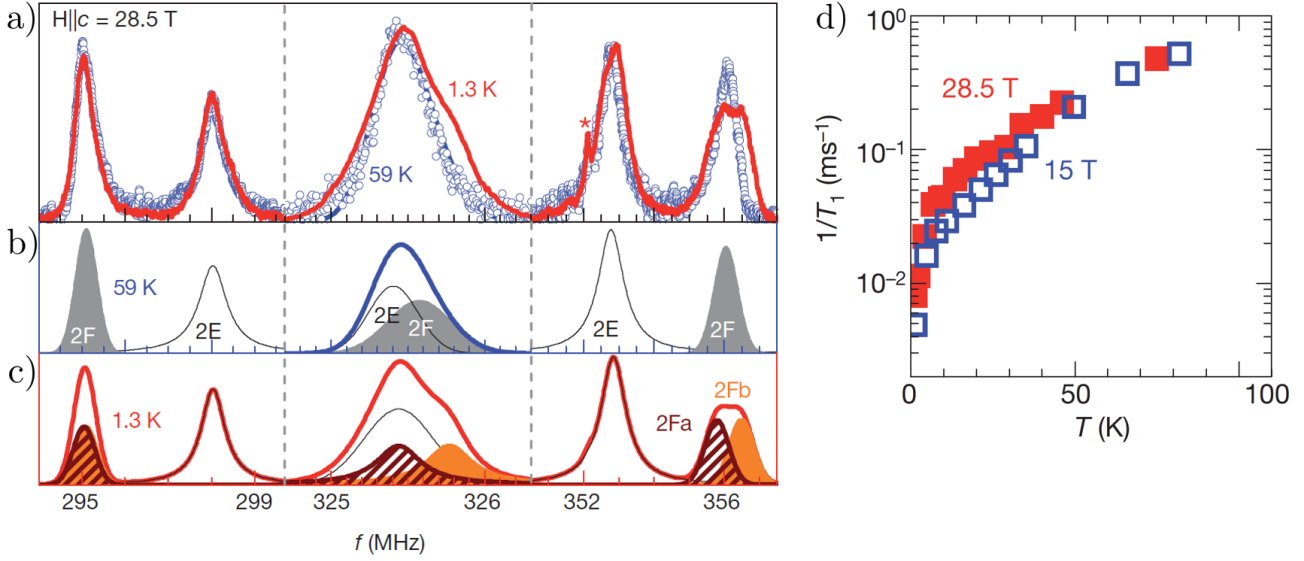 a)
H||c = 28.5 T
1.3 K
59 K
*
b)
59 K
2F
2E
2E
2F
2E
2F
c)
1.3 K
2Fa
2Fb
295
299
325
326
352
356
f (MHz)
d)
28.5 T
15 T
1/T₁ (ms⁻¹)
10⁰
10⁻¹
10⁻²
0
50
100
T (K)